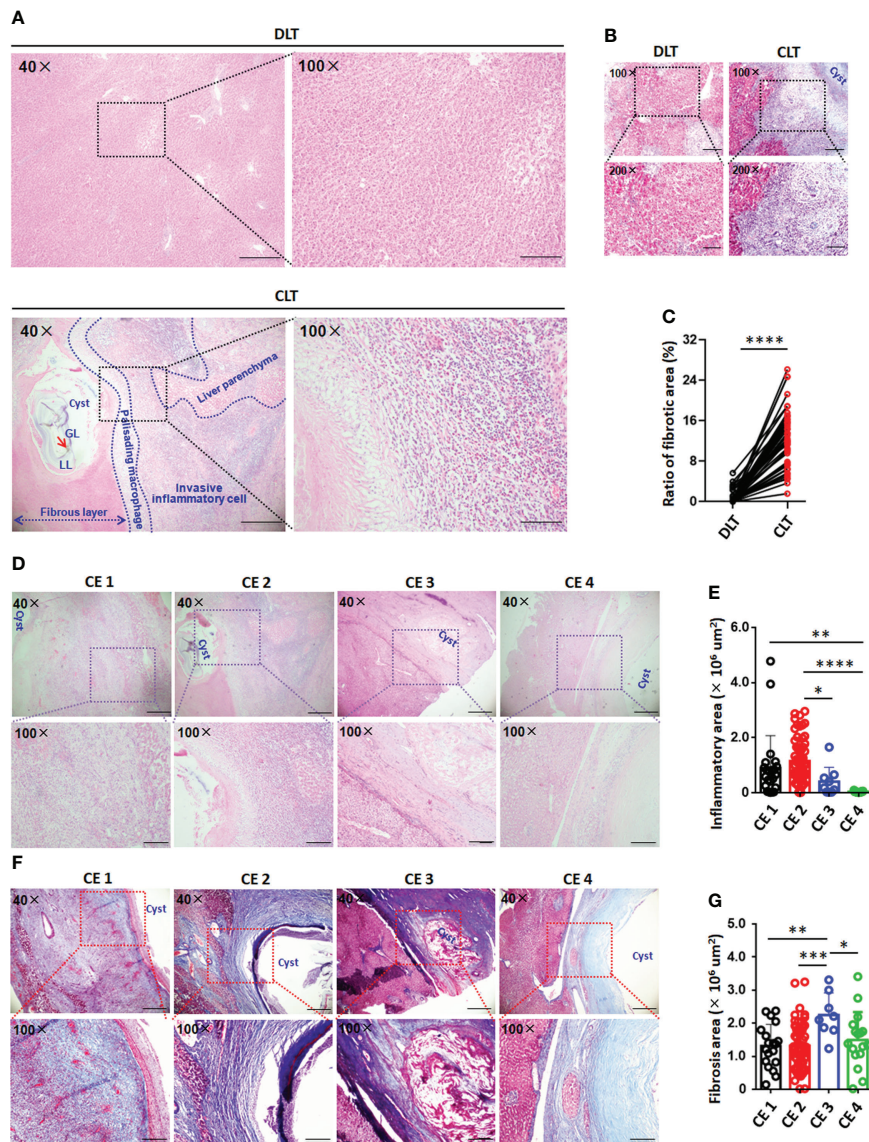 A
DLT
40×
100×
B
DLT
CLT
100×
100×
Cyst
200×
200×
CLT
40×
100×
Cyst
GL
LL
Palisading macrophage
Liver parenchyma
Invasive inflammatory cell
Fibrous layer
C
Ratio of fibrotic area (%)
32
24
16
8
0
****
DLT
CLT
D
CE 1
CE 2
CE 3
CE 4
40×
40×
40×
40×
Cyst
Cyst
Cyst
Cyst
100×
100×
100×
100×
E
Inflammatory area (× 10⁶ um²)
6.0
4.0
2.0
0.0
**
****
*
CE 1
CE 2
CE 3
CE 4
F
CE 1
CE 2
CE 3
CE 4
40×
40×
40×
40×
Cyst
Cyst
Cyst
Cyst
100×
100×
100×
100×
G
Fibrosis area (× 10⁶ um²)
5.0
4.0
3.0
2.0
1.0
0.0
**
***
*
CE 1
CE 2
CE 3
CE 4